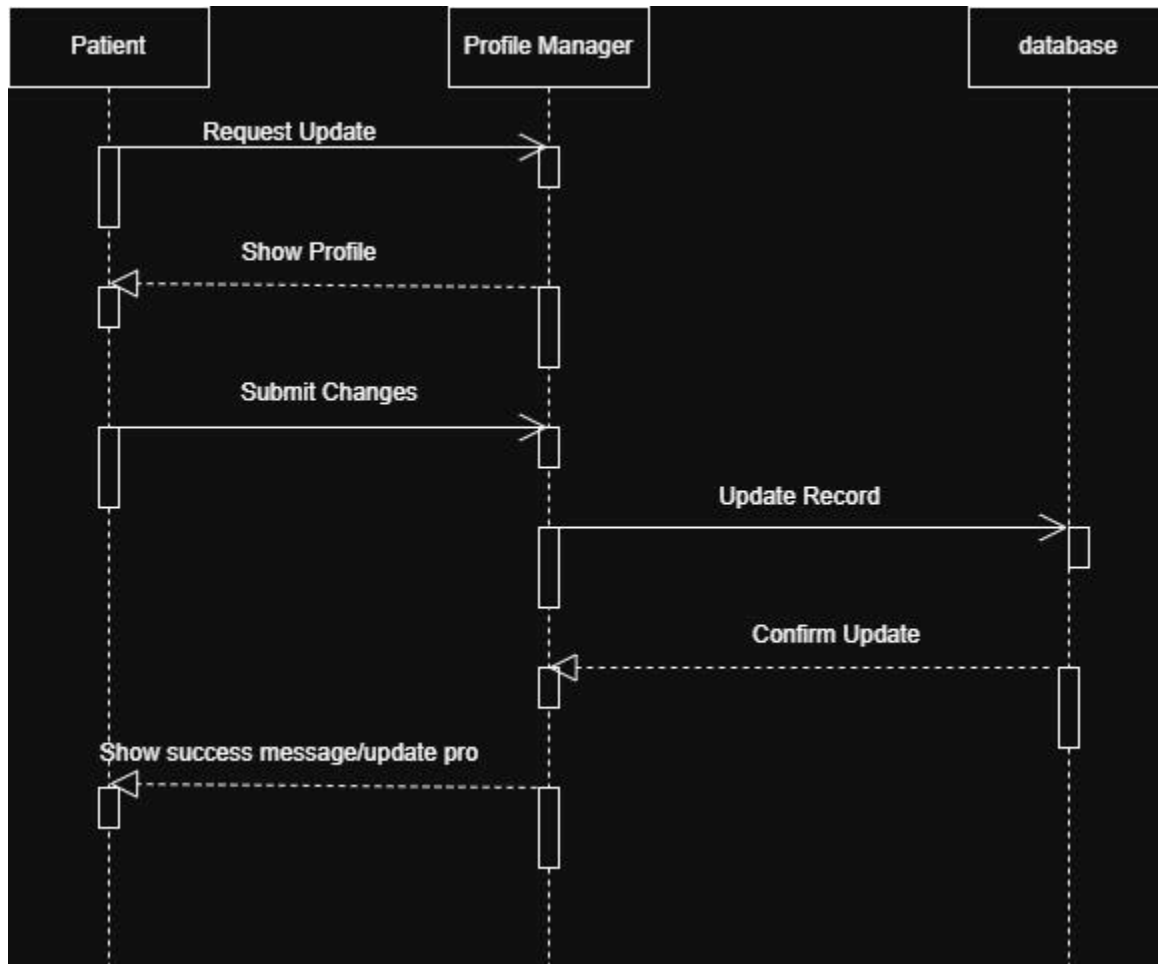 Patient
Profile Manager
database
Request Update
Show Profile
Submit Changes
Update Record
Confirm Update
Show success message/update pro